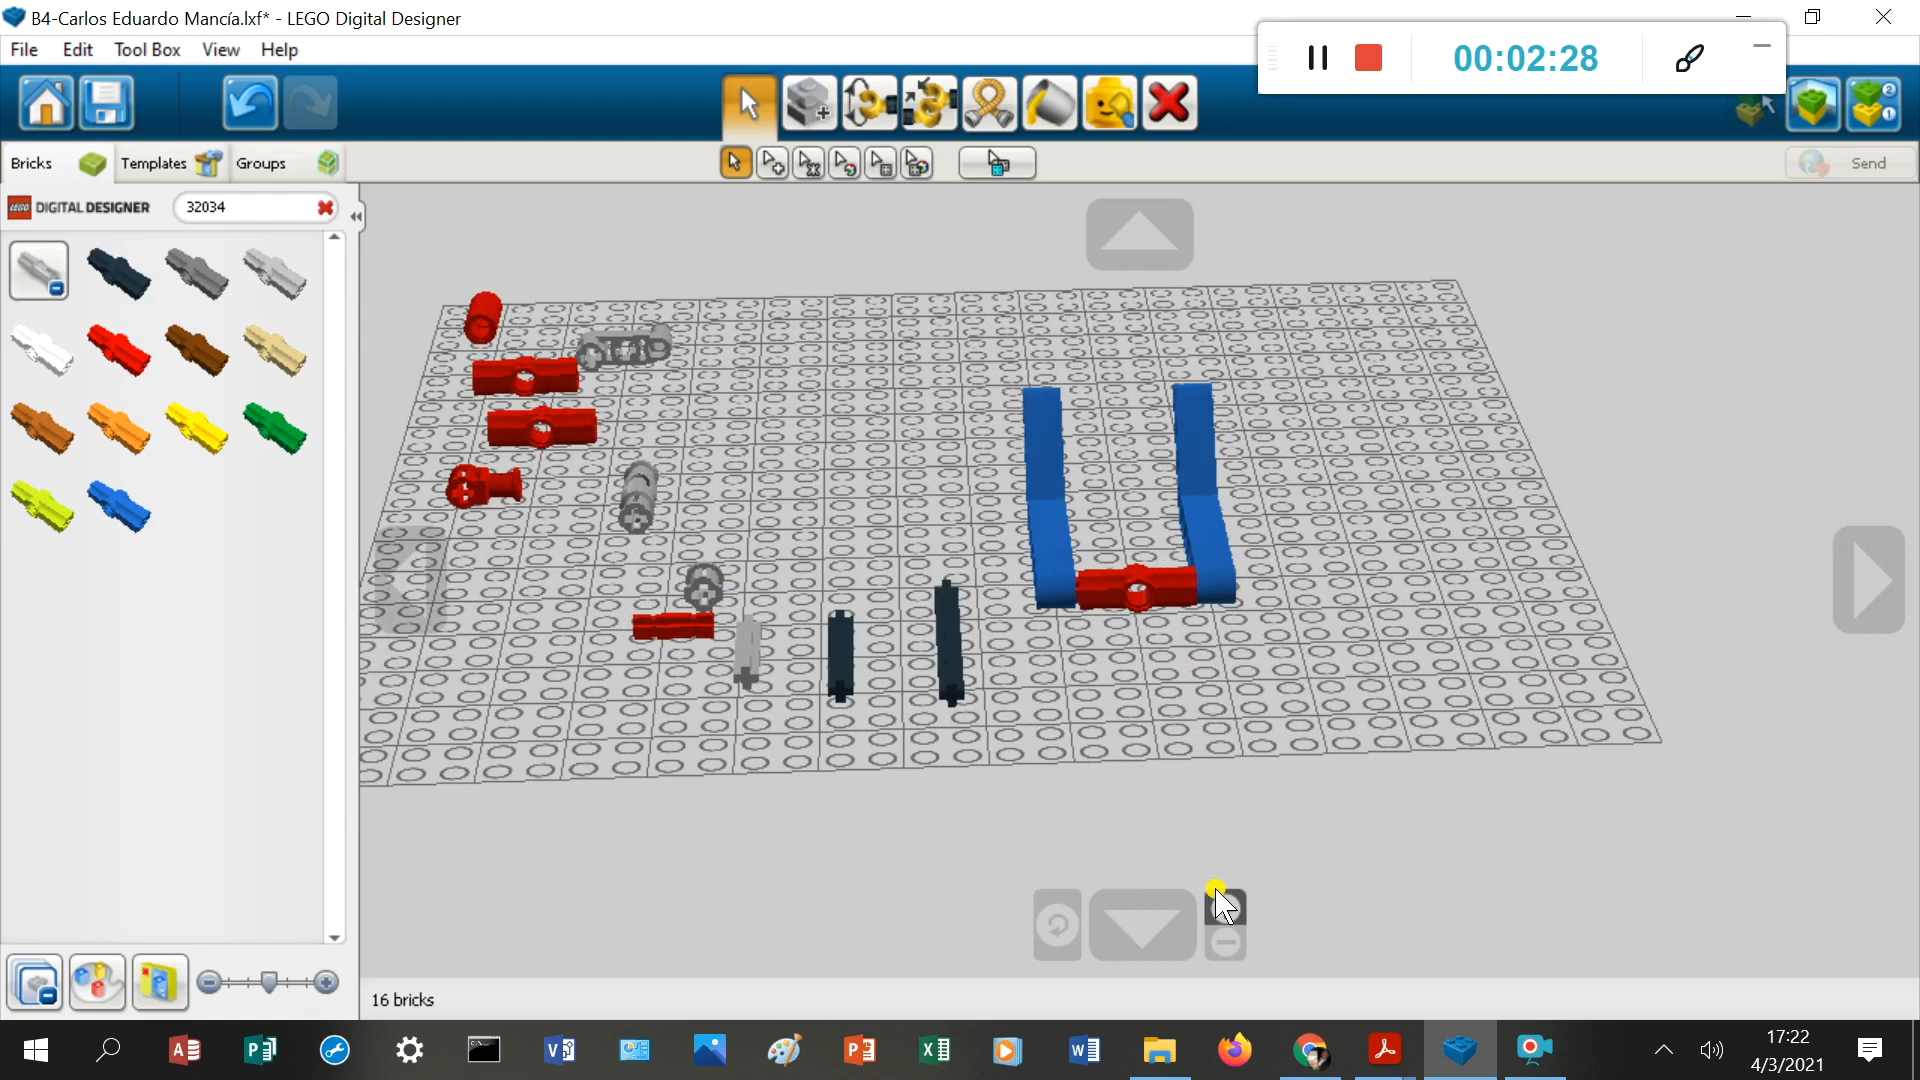 B4-Carlos Eduardo Mancía.lxf* - LEGO Digital Designer
File Edit Tool Box View Help
00:02:28
Bricks Templates Groups
Send
LEGO DIGITAL DESIGNER 32034
16 bricks
17:22
4/3/2021